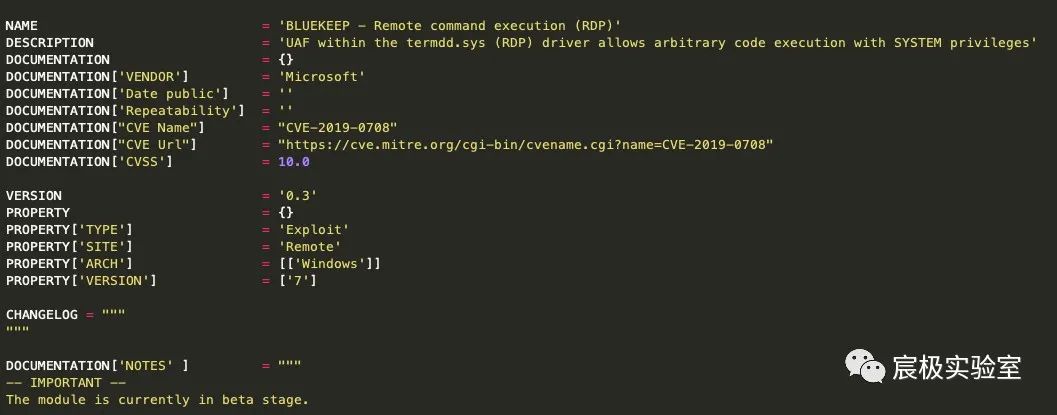 NAME = 'BLUEKEEP - Remote command execution (RDP)'
DESCRIPTION = 'UAF within the termdd.sys (RDP) driver allows arbitrary code execution with SYSTEM privileges'
DOCUMENTATION = {}
DOCUMENTATION['VENDOR'] = 'Microsoft'
DOCUMENTATION['Date public'] = ''
DOCUMENTATION['Repeatability'] = ''
DOCUMENTATION["CVE Name"] = "CVE-2019-0708"
DOCUMENTATION["CVE Url"] = "https://cve.mitre.org/cgi-bin/cvename.cgi?name=CVE-2019-0708"
DOCUMENTATION['CVSS'] = 10.0
VERSION = '0.3'
PROPERTY = {}
PROPERTY['TYPE'] = 'Exploit'
PROPERTY['SITE'] = 'Remote'
PROPERTY['ARCH'] = [['Windows']]
PROPERTY['VERSION'] = ['7']
CHANGELOG = """
"""
DOCUMENTATION['NOTES' ] = """
-- IMPORTANT --
The module is currently in beta stage.
宸极实验室